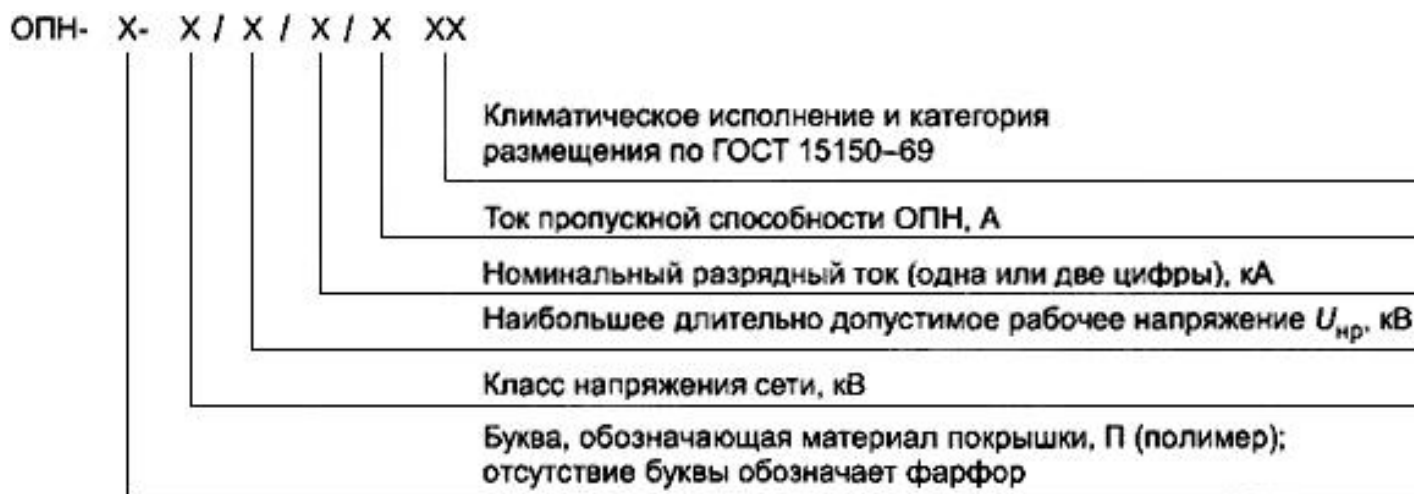 ОПН- Х- Х / Х / Х / Х ХХ
Климатическое исполнение и категория
размещения по ГОСТ 15150–69
Ток пропускной способности ОПН, А
Номинальный разрядный ток (одна или две цифры), кА
Наибольшее длительно допустимое рабочее напряжение Uнр, кВ
Класс напряжения сети, кВ
Буква, обозначающая материал покрышки, П (полимер);
отсутствие буквы обозначает фарфор